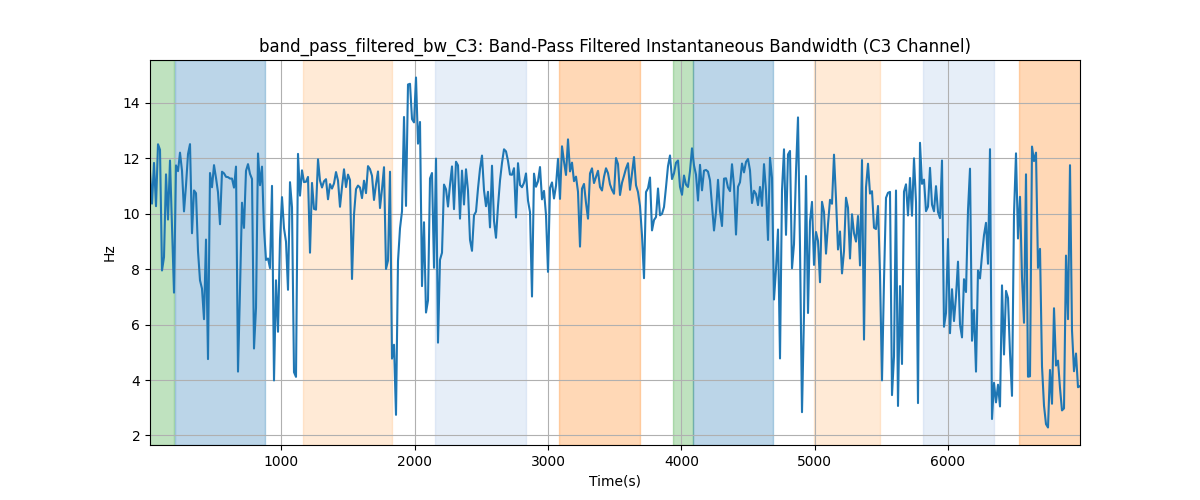 band_pass_filtered_bw_C3: Band-Pass Filtered Instantaneous Bandwidth (C3 Channel)
14
12
10
8
6
4
2
Hz
1000 2000 3000 4000 5000 6000
Time(s)